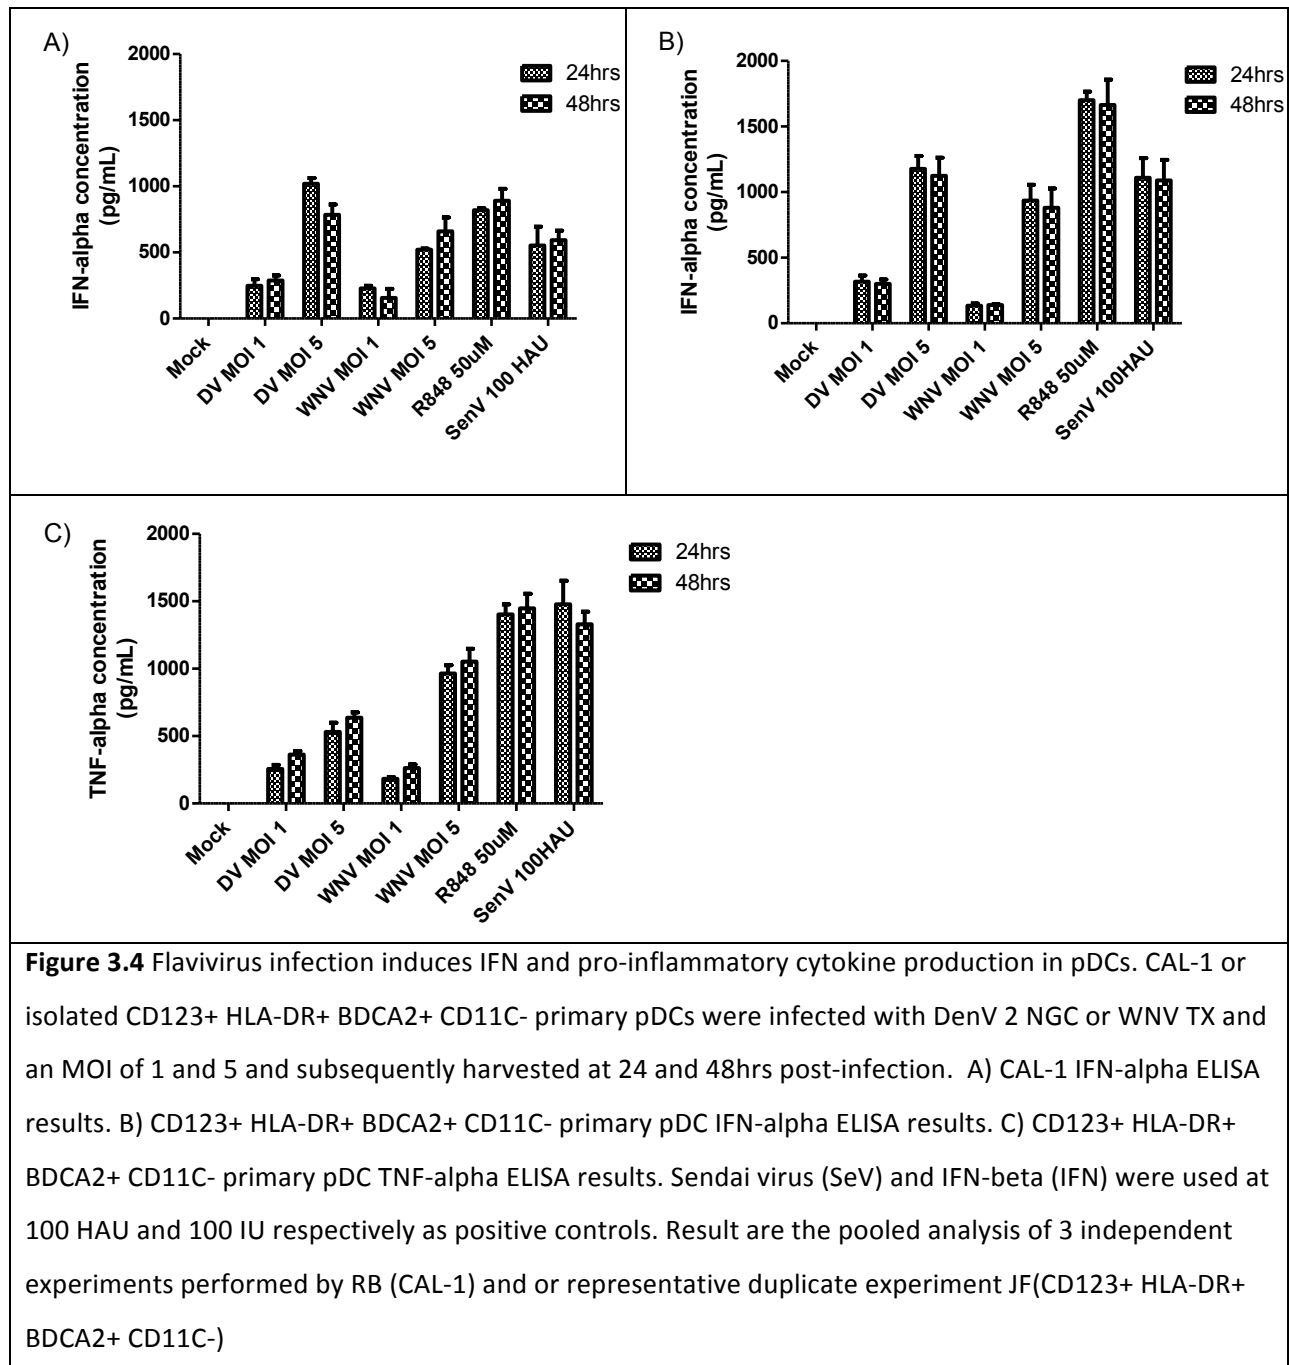 A)
IFN-alpha concentration
(pg/mL)
2000
1500
1000
500
0
24hrs
48hrs
Mock
DV MOI 1
DV MOI 5
WNV MOI 1
WNV MOI 5
R848 50uM
SenV 100 HAU
B)
IFN-alpha concentration
(pg/mL)
2000
1500
1000
500
0
24hrs
48hrs
Mock
DV MOI 1
DV MOI 5
WNV MOI 1
WNV MOI 5
R848 50uM
SenV 100HAU
C)
TNF-alpha concentration
(pg/mL)
2000
1500
1000
500
0
24hrs
48hrs
Mock
DV MOI 1
DV MOI 5
WNV MOI 1
WNV MOI 5
R848 50uM
SenV 100HAU
Figure 3.4 Flavivirus infection induces IFN and pro-inflammatory cytokine production in pDCs. CAL-1 or
isolated CD123+ HLA-DR+ BDCA2+ CD11C- primary pDCs were infected with DenV 2 NGC or WNV TX and
an MOI of 1 and 5 and subsequently harvested at 24 and 48hrs post-infection.  A) CAL-1 IFN-alpha ELISA
results. B) CD123+ HLA-DR+ BDCA2+ CD11C- primary pDC IFN-alpha ELISA results. C) CD123+ HLA-DR+
BDCA2+ CD11C- primary pDC TNF-alpha ELISA results. Sendai virus (SeV) and IFN-beta (IFN) were used at
100 HAU and 100 IU respectively as positive controls. Result are the pooled analysis of 3 independent
experiments performed by RB (CAL-1) and or representative duplicate experiment JF(CD123+ HLA-DR+
BDCA2+ CD11C-)